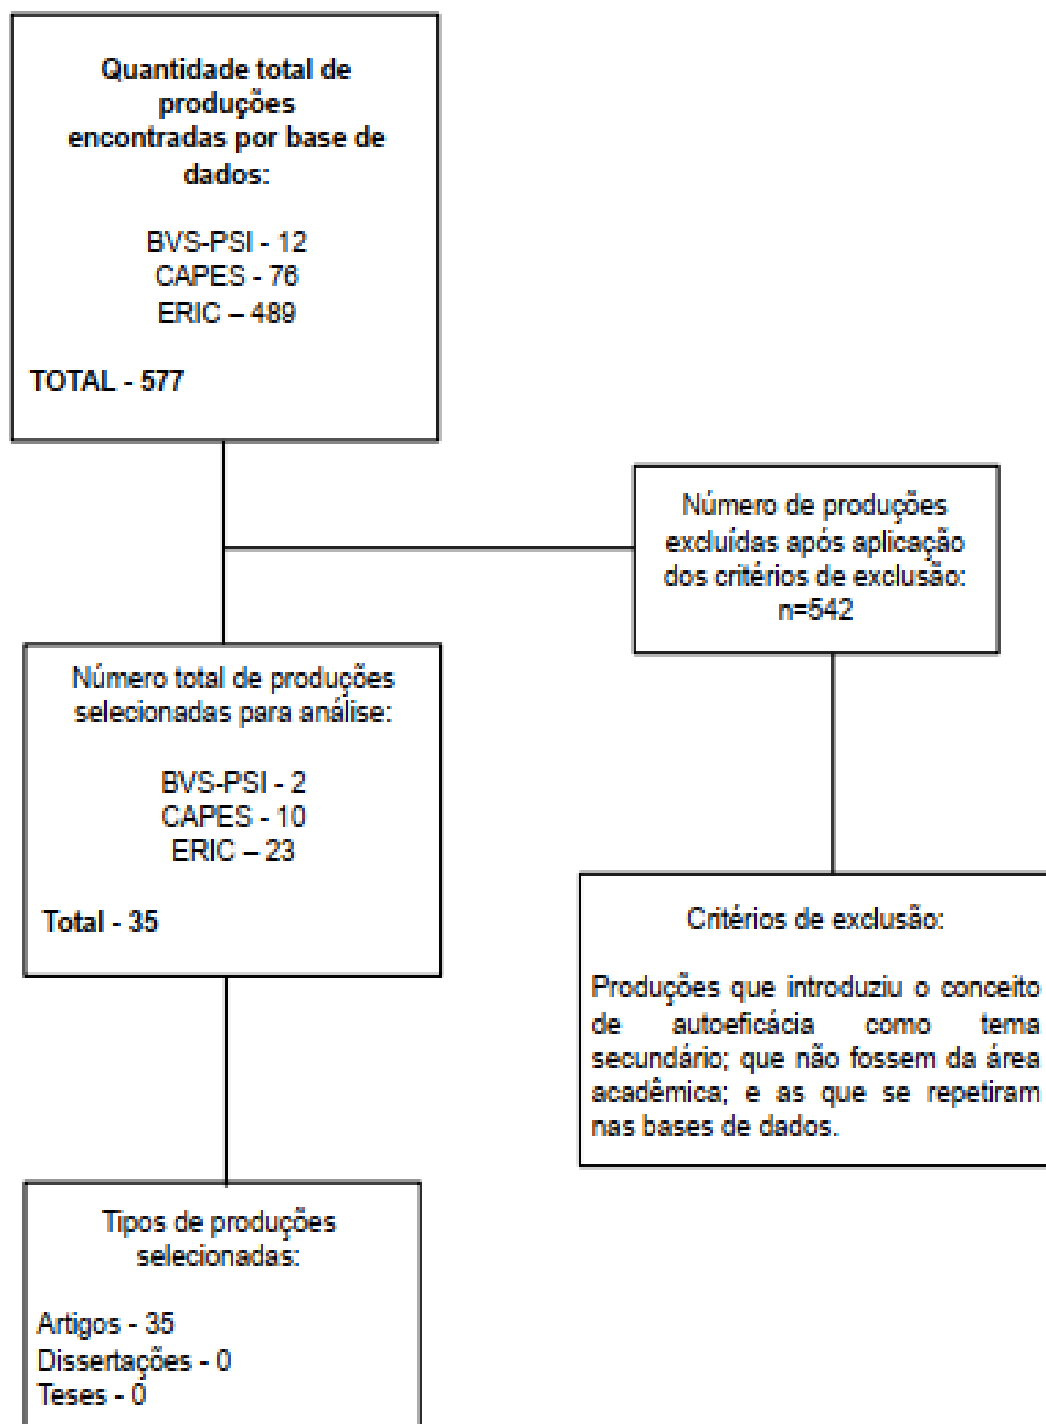 Quantidade total de
produções
encontradas por base de
dados:
BVS-PSI - 12
CAPES - 76
ERIC – 489
TOTAL - 577
Número de produções
excluídas após aplicação
dos critérios de exclusão:
n=542
Número total de produções
selecionadas para análise:
BVS-PSI - 2
CAPES - 10
ERIC – 23
Total - 35
Critérios de exclusão:
Produções que introduziu o conceito
de autoeficácia como tema
secundário; que não fossem da área
acadêmica; e as que se repetiram
nas bases de dados.
Tipos de produções
selecionadas:
Artigos - 35
Dissertações - 0
Teses - 0